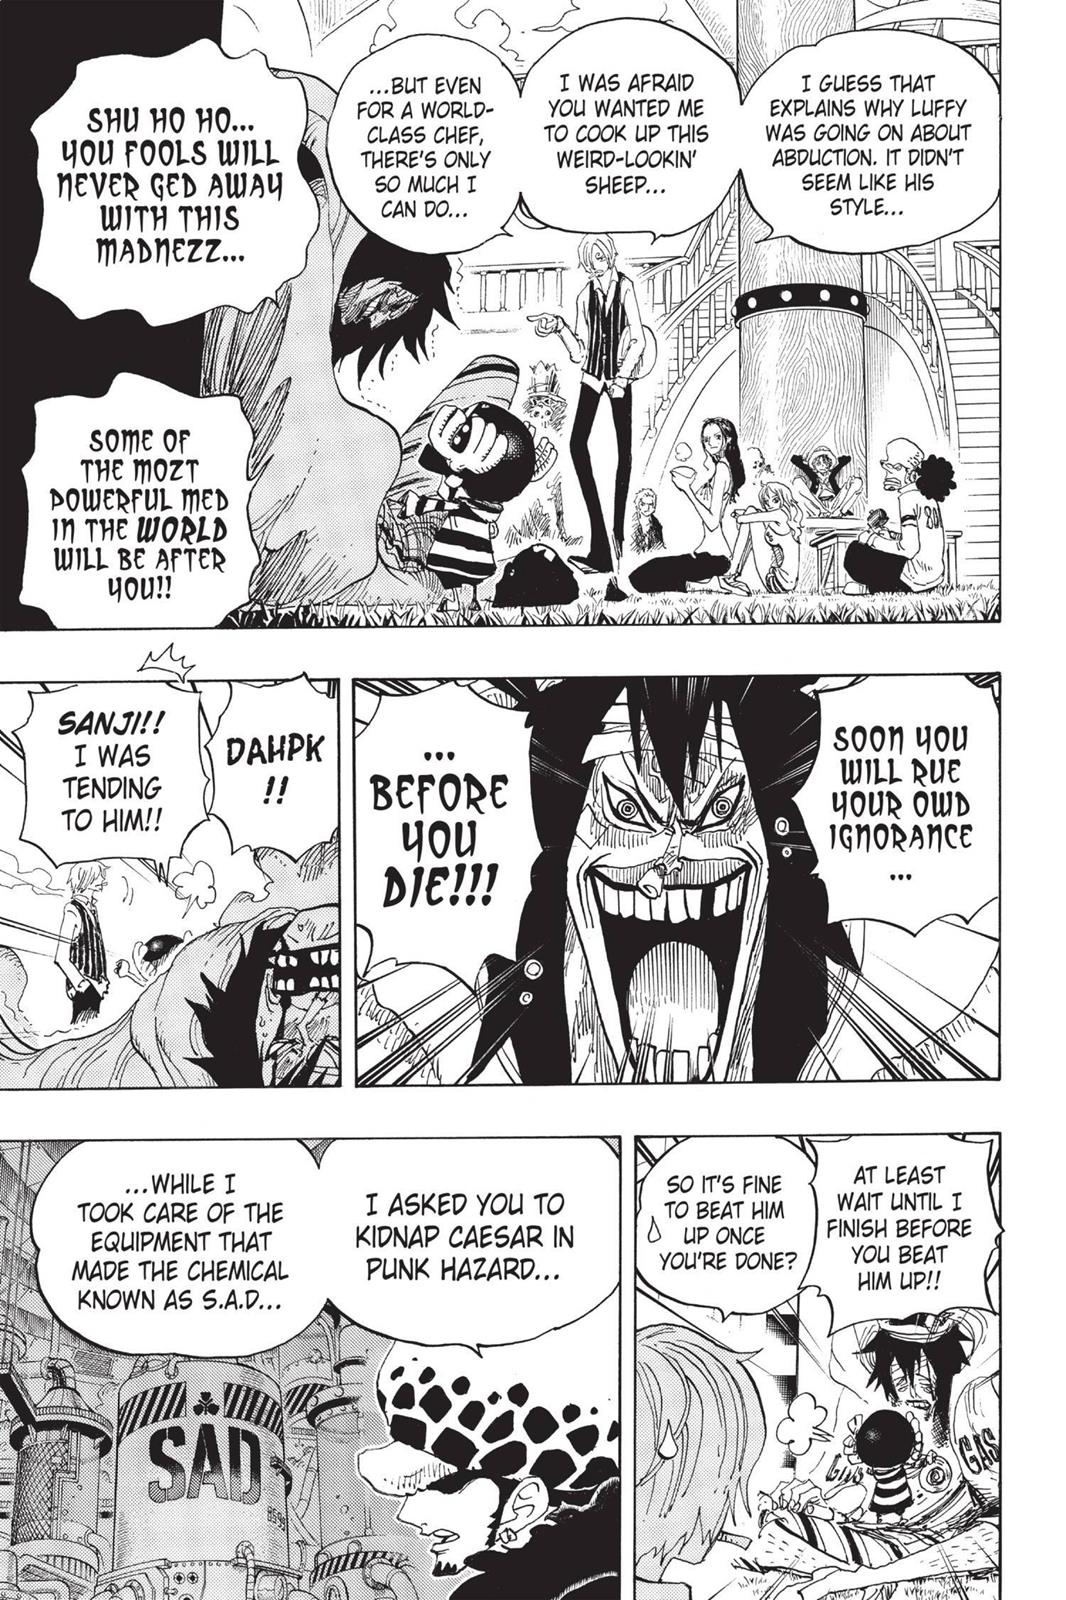 I GUESS THAT
EXPLAINS WHY LUFFY
WAS GOING ON ABOUT
ABDUCTION. IT DIDN'T
SEEM LIKE HIS
STYLE...
I WAS AFRAID
YOU WANTED ME
TO COOK UP THIS
WEIRD-LOOKIN'
SHEEP...
...BUT EVEN
FOR A WORLD-
CLASS CHEF,
THERE'S ONLY
SO MUCH I
CAN DO...
SHU HO HO...
YOU FOOLS WILL
NEVER GED AWAY
WITH THIS
MADNEZZ...
SOME OF
THE MOZT
POWERFUL MED
IN THE WORLD
WILL BE AFTER
YOU!!
SOON YOU
WILL RUE
YOUR OWD
IGNORANCE
...
...
BEFORE
YOU
DIE!!!
DAHPK
!!
SANJI!!
I WAS
TENDING
TO HIM!!
AT LEAST
WAIT UNTIL I
FINISH BEFORE
YOU BEAT
HIM UP!!
SO IT'S FINE
TO BEAT HIM
UP ONCE
YOU'RE DONE?
GAS
I ASKED YOU TO
KIDNAP CAESAR IN
PUNK HAZARD...
...WHILE I
TOOK CARE OF THE
EQUIPMENT THAT
MADE THE CHEMICAL
KNOWN AS S.A.D...
SAD